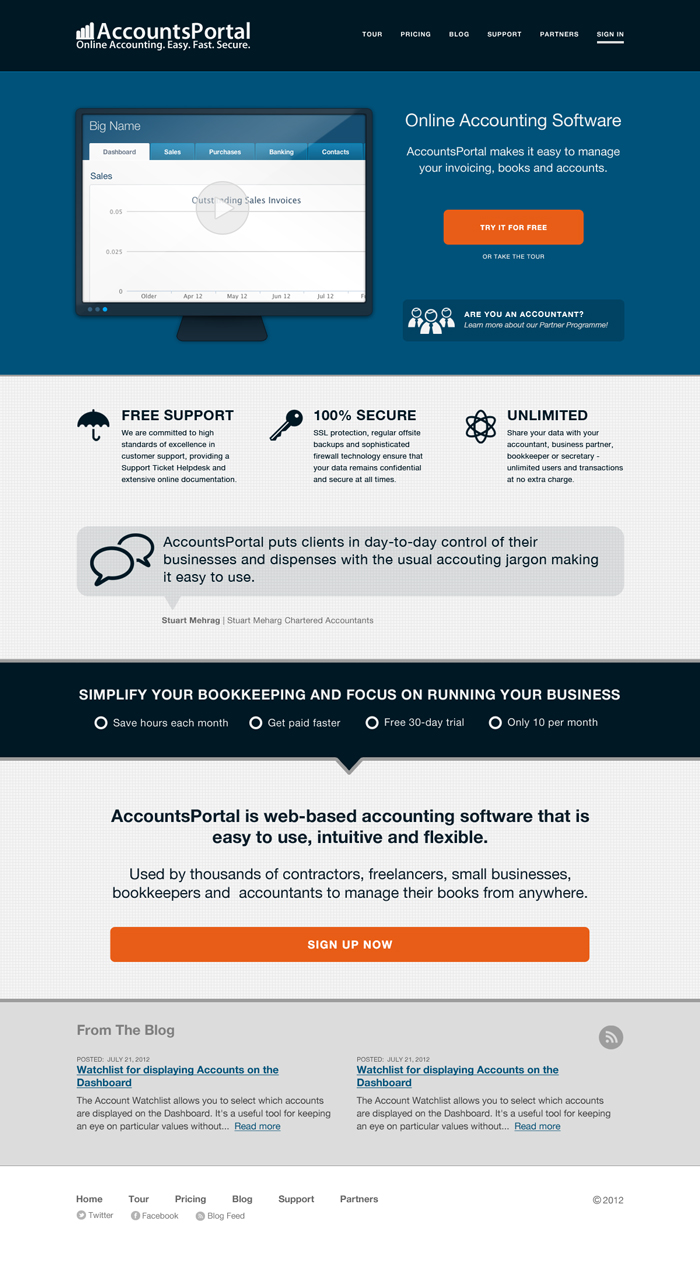 AccountsPortal
Online Accounting. Easy. Fast. Secure.
TOUR PRICING BLOG SUPPORT PARTNERS SIGN IN
Big Name
Dashboard Sales Purchases Banking Contacts
Sales
Outstanding Sales Invoices
0.05
0.025
0
Older Apr 12 May 12 Jun 12 Jul 12
Online Accounting Software
AccountsPortal makes it easy to manage
your invoicing, books and accounts.
TRY IT FOR FREE
OR TAKE THE TOUR
ARE YOU AN ACCOUNTANT?
Learn more about our Partner Programme!
FREE SUPPORT
We are committed to high
standards of excellence in
customer support, providing a
Support Ticket Helpdesk and
extensive online documentation.
100% SECURE
SSL protection, regular offsite
backups and sophisticated
firewall technology ensure that
your data remains confidential
and secure at all times.
UNLIMITED
Share your data with your
accountant, business partner,
bookkeeper or secretary -
unlimited users and transactions
at no extra charge.
AccountsPortal puts clients in day-to-day control of their
businesses and dispenses with the usual accouting jargon making
it easy to use.
Stuart Mehrag | Stuart Meharg Chartered Accountants
SIMPLIFY YOUR BOOKKEEPING AND FOCUS ON RUNNING YOUR BUSINESS
Save hours each month Get paid faster Free 30-day trial Only 10 per month
AccountsPortal is web-based accounting software that is
easy to use, intuitive and flexible.
Used by thousands of contractors, freelancers, small businesses,
bookkeepers and accountants to manage their books from anywhere.
SIGN UP NOW
From The Blog
POSTED: JULY 21, 2012
Watchlist for displaying Accounts on the
Dashboard
The Account Watchlist allows you to select which accounts
are displayed on the Dashboard. It's a useful tool for keeping
an eye on particular values without... Read more
POSTED: JULY 21, 2012
Watchlist for displaying Accounts on the
Dashboard
The Account Watchlist allows you to select which accounts
are displayed on the Dashboard. It's a useful tool for keeping
an eye on particular values without... Read more
Home Tour Pricing Blog Support Partners
© 2012
Twitter Facebook Blog Feed